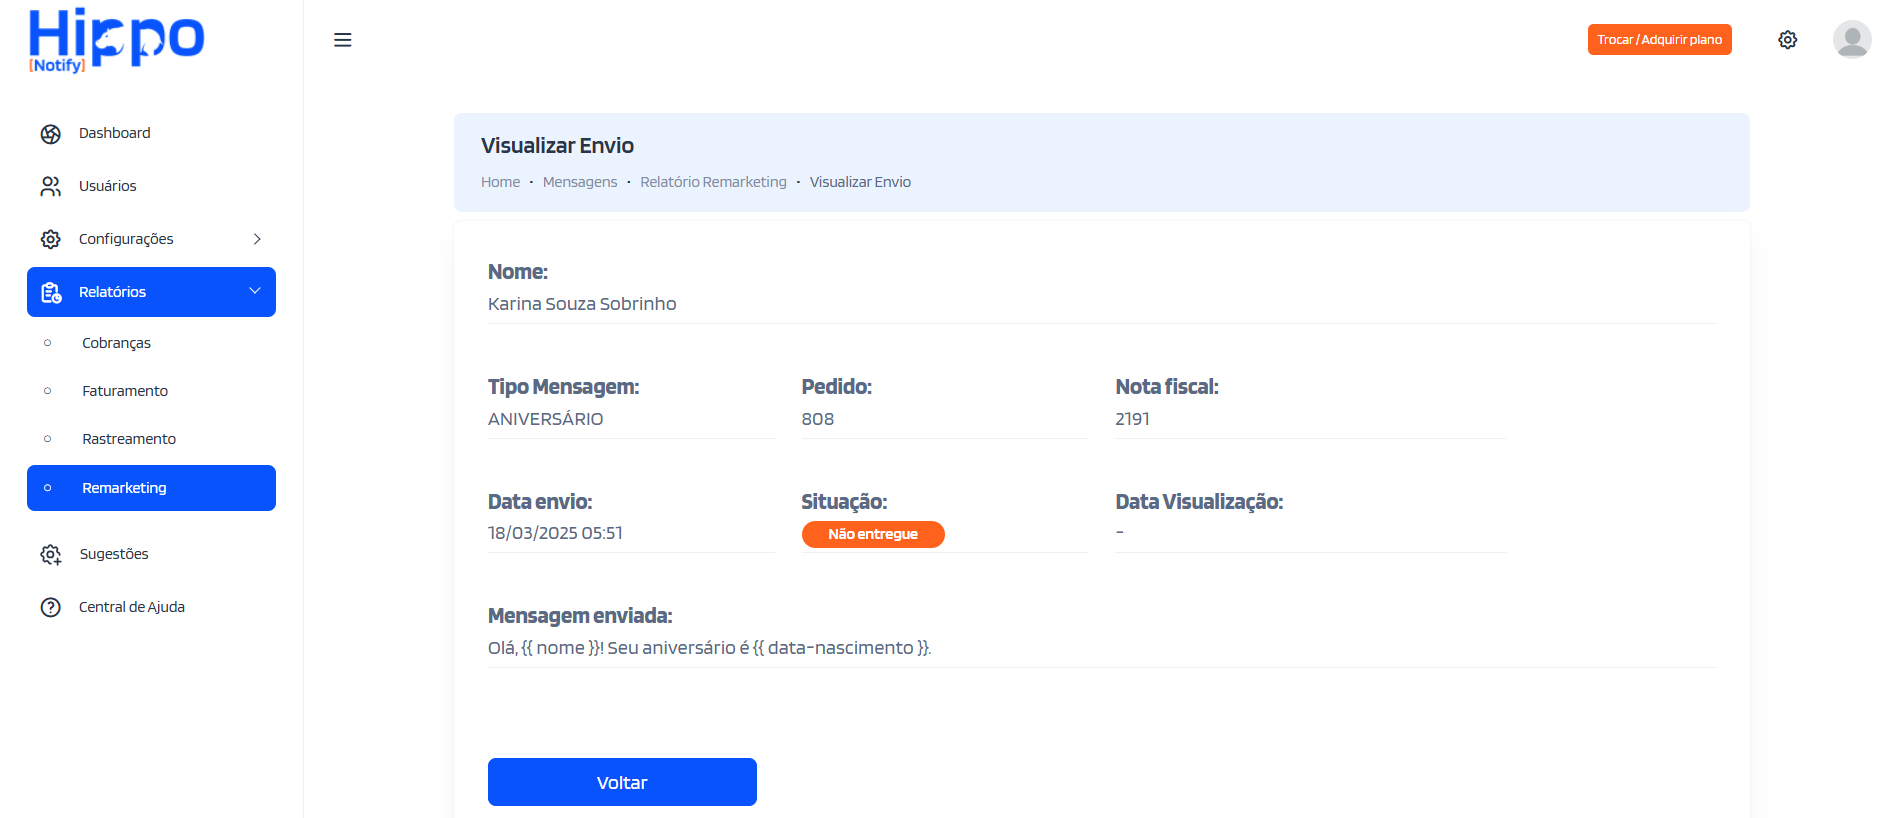 Hippo
[Notify]
Trocar / Adquirir plano
Dashboard
Usuários
Configurações
Relatórios
Cobranças
Faturamento
Rastreamento
Remarketing
Sugestões
Central de Ajuda
Visualizar Envio
Home • Mensagens • Relatório Remarketing • Visualizar Envio
Nome:
Karina Souza Sobrinho
Tipo Mensagem:
ANIVERSÁRIO
Pedido:
808
Nota fiscal:
2191
Data envio:
18/03/2025 05:51
Situação:
Não entregue
Data Visualização:
-
Mensagem enviada:
Olá, {{ nome }}! Seu aniversário é {{ data-nascimento }}.
Voltar